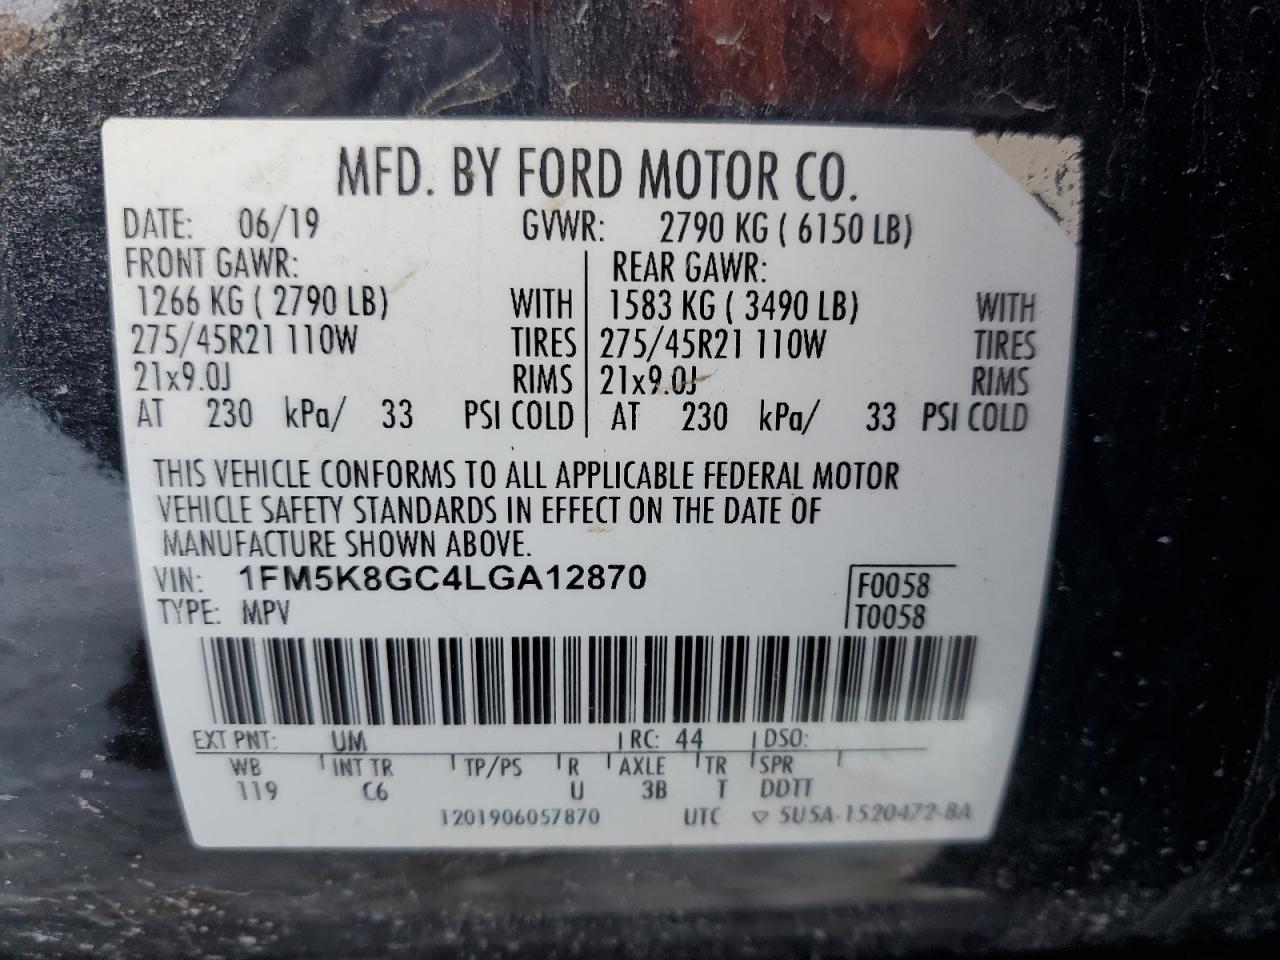 MFD. BY FORD MOTOR CO.
DATE: 06/19 GVWR: 2790 KG ( 6150 LB)
FRONT GAWR: REAR GAWR:
1266 KG ( 2790 LB) WITH 1583 KG ( 3490 LB) WITH
275/45R21 110W TIRES 275/45R21 110W TIRES
21x9.0J RIMS 21x9.0J RIMS
AT 230 kPa/ 33 PSI COLD AT 230 kPa/ 33 PSI COLD
THIS VEHICLE CONFORMS TO ALL APPLICABLE FEDERAL MOTOR
VEHICLE SAFETY STANDARDS IN EFFECT ON THE DATE OF
MANUFACTURE SHOWN ABOVE.
VIN: 1FM5K8GC4LGA12870 F0058
TYPE: MPV T0058
EXT PNT: UM RC: 44 DSO:
WB INT TR TP/PS R AXLE TR SPR
119 C6 U 3B T DDTT
1201906057870 UTC ▽ 5U5A-1520472-BA